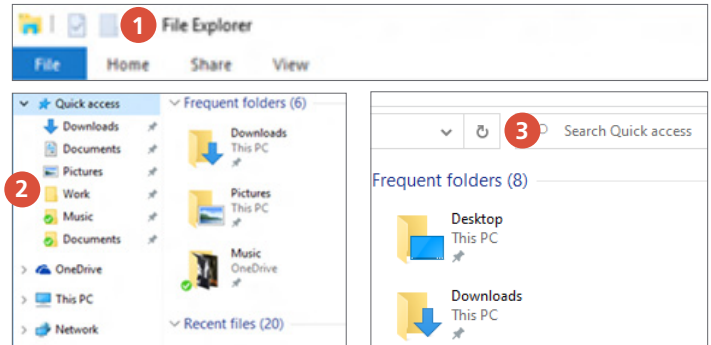 1 File Explorer
File Home Share View
Quick access
Downloads
Documents
Pictures
2 Work
Music
Documents
OneDrive
This PC
Network
Frequent folders (6)
Downloads
This PC
Pictures
This PC
Music
OneDrive
Recent files (20)
3 Search Quick access
Frequent folders (8)
Desktop
This PC
Downloads
This PC